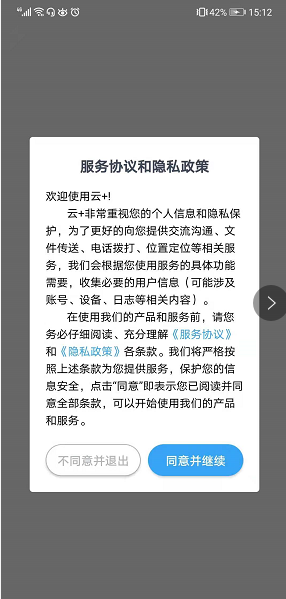 4G 42% 15:12
服务协议和隐私政策
欢迎使用云+!
云+非常重视您的个人信息和隐私保
护，为了更好的向您提供交流沟通、文
件传送、电话拨打、位置定位等相关服
务，我们会根据您使用服务的具体功能
需要，收集必要的用户信息（可能涉及
账号、设备、日志等相关内容）。
在使用我们的产品和服务前，请您
务必仔细阅读、充分理解《服务协议》
和《隐私政策》各条款。我们将严格按
照上述条款为您提供服务，保护您的信
息安全，点击“同意”即表示您已阅读并同
意全部条款，可以开始使用我们的产品
和服务。
不同意并退出 同意并继续